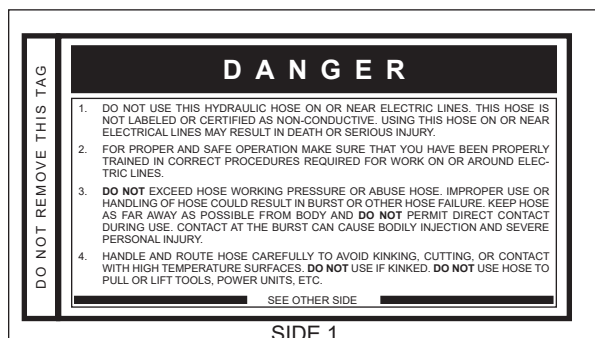 DO NOT REMOVE THIS TAG
DANGER
1. DO NOT USE THIS HYDRAULIC HOSE ON OR NEAR ELECTRIC LINES. THIS HOSE IS
NOT LABELED OR CERTIFIED AS NON-CONDUCTIVE. USING THIS HOSE ON OR NEAR
ELECTRICAL LINES MAY RESULT IN DEATH OR SERIOUS INJURY.
2. FOR PROPER AND SAFE OPERATION MAKE SURE THAT YOU HAVE BEEN PROPERLY
TRAINED IN CORRECT PROCEDURES REQUIRED FOR WORK ON OR AROUND ELEC-
TRIC LINES.
3. DO NOT EXCEED HOSE WORKING PRESSURE OR ABUSE HOSE. IMPROPER USE OR
HANDLING OF HOSE COULD RESULT IN BURST OR OTHER HOSE FAILURE. KEEP HOSE
AS FAR AWAY AS POSSIBLE FROM BODY AND DO NOT PERMIT DIRECT CONTACT
DURING USE. CONTACT AT THE BURST CAN CAUSE BODILY INJECTION AND SEVERE
PERSONAL INJURY.
4. HANDLE AND ROUTE HOSE CAREFULLY TO AVOID KINKING, CUTTING, OR CONTACT
WITH HIGH TEMPERATURE SURFACES. DO NOT USE IF KINKED. DO NOT USE HOSE TO
PULL OR LIFT TOOLS, POWER UNITS, ETC.
SEE OTHER SIDE
SIDE 1